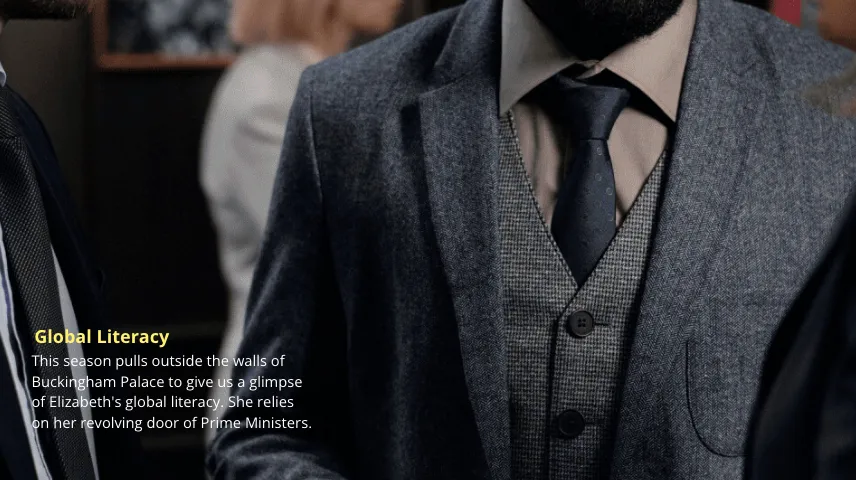 Global Literacy
This season pulls outside the walls of
Buckingham Palace to give us a glimpse
of Elizabeth's global literacy. She relies
on her revolving door of Prime Ministers.